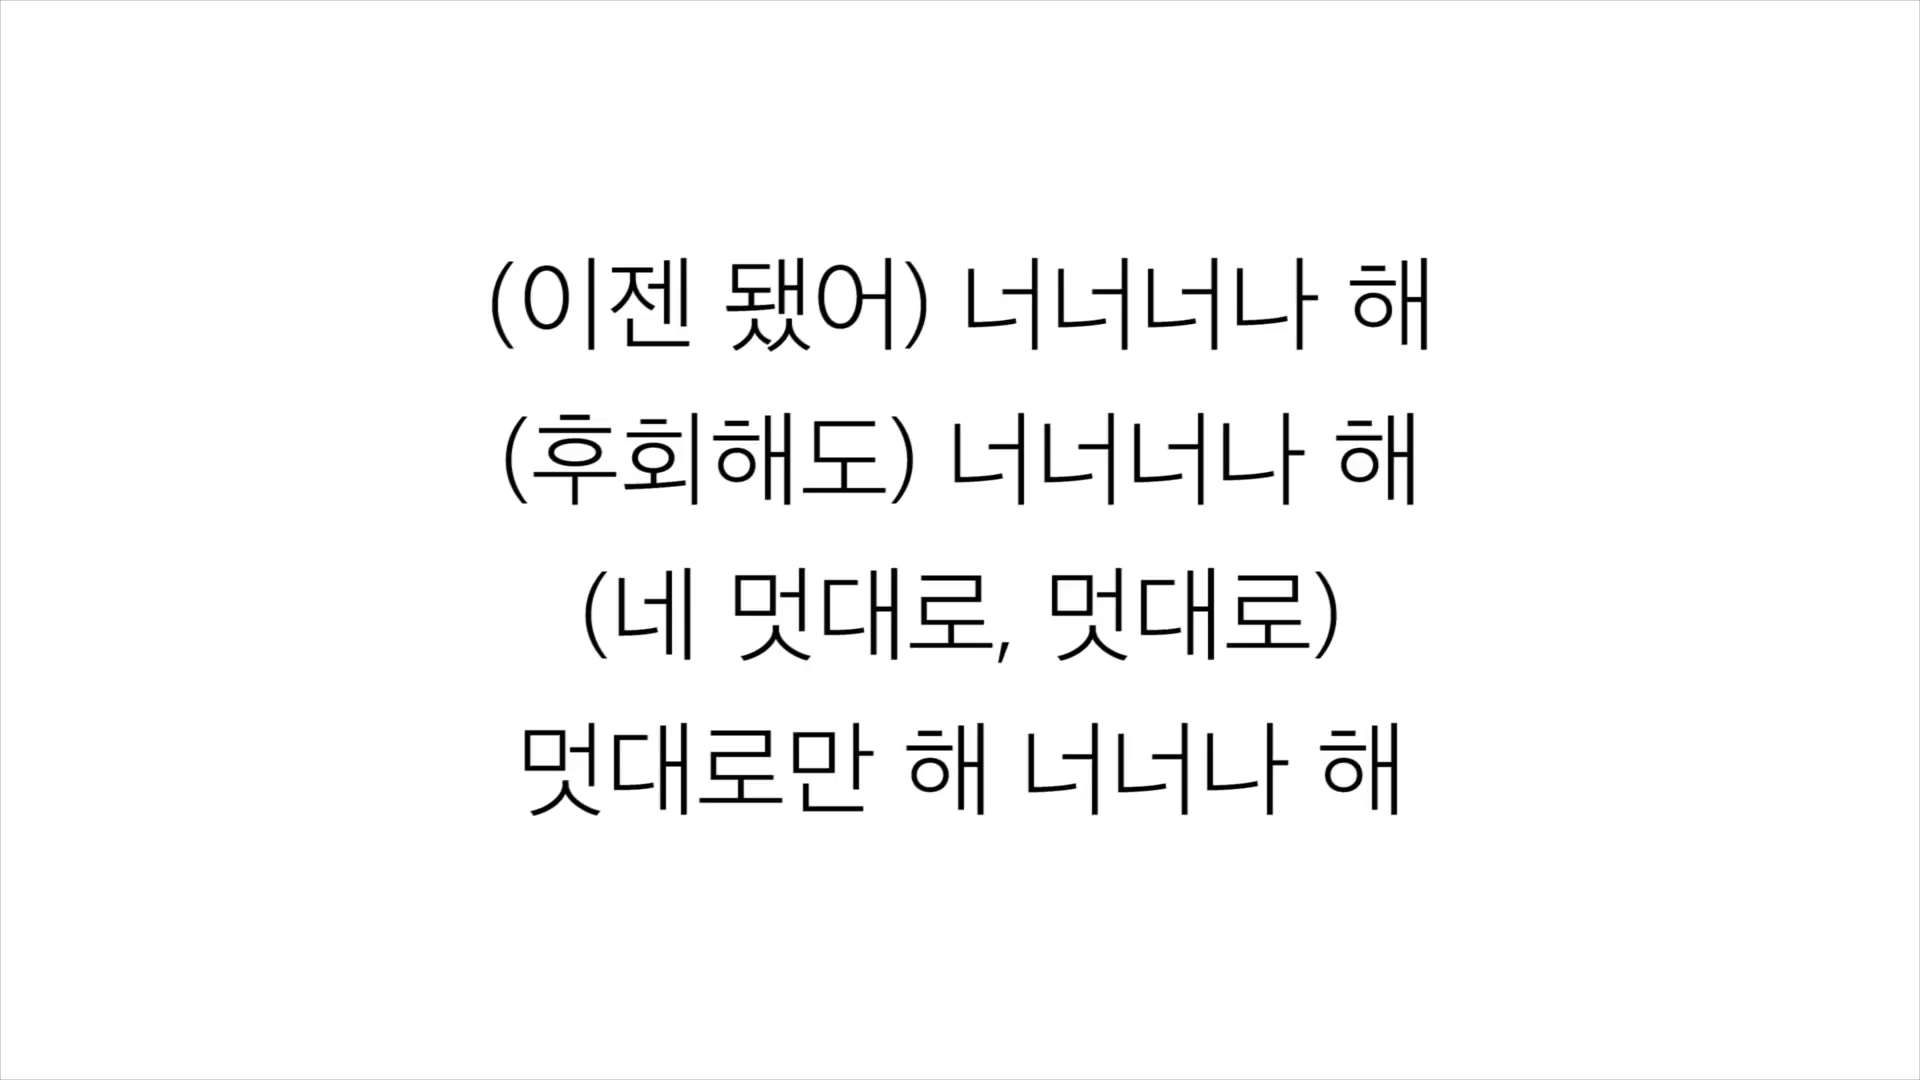 (이젠 됐어) 너너너나 해
(후회해도) 너너너나 해
(네 멋대로, 멋대로)
멋대로만 해 너너나 해